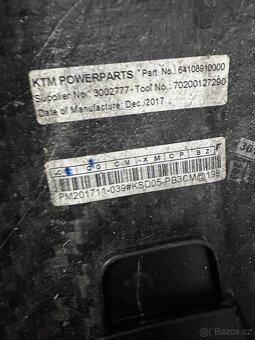 KTM POWERPARTS Part No.: 64108910000
Supplier No.: 3002777 - Tool No.: 70200127290
Date of Manufacture: Dec./2017
C-M X M C P B Z F
PM201711-039#KSD05-PB3CM@199
bazos.cz